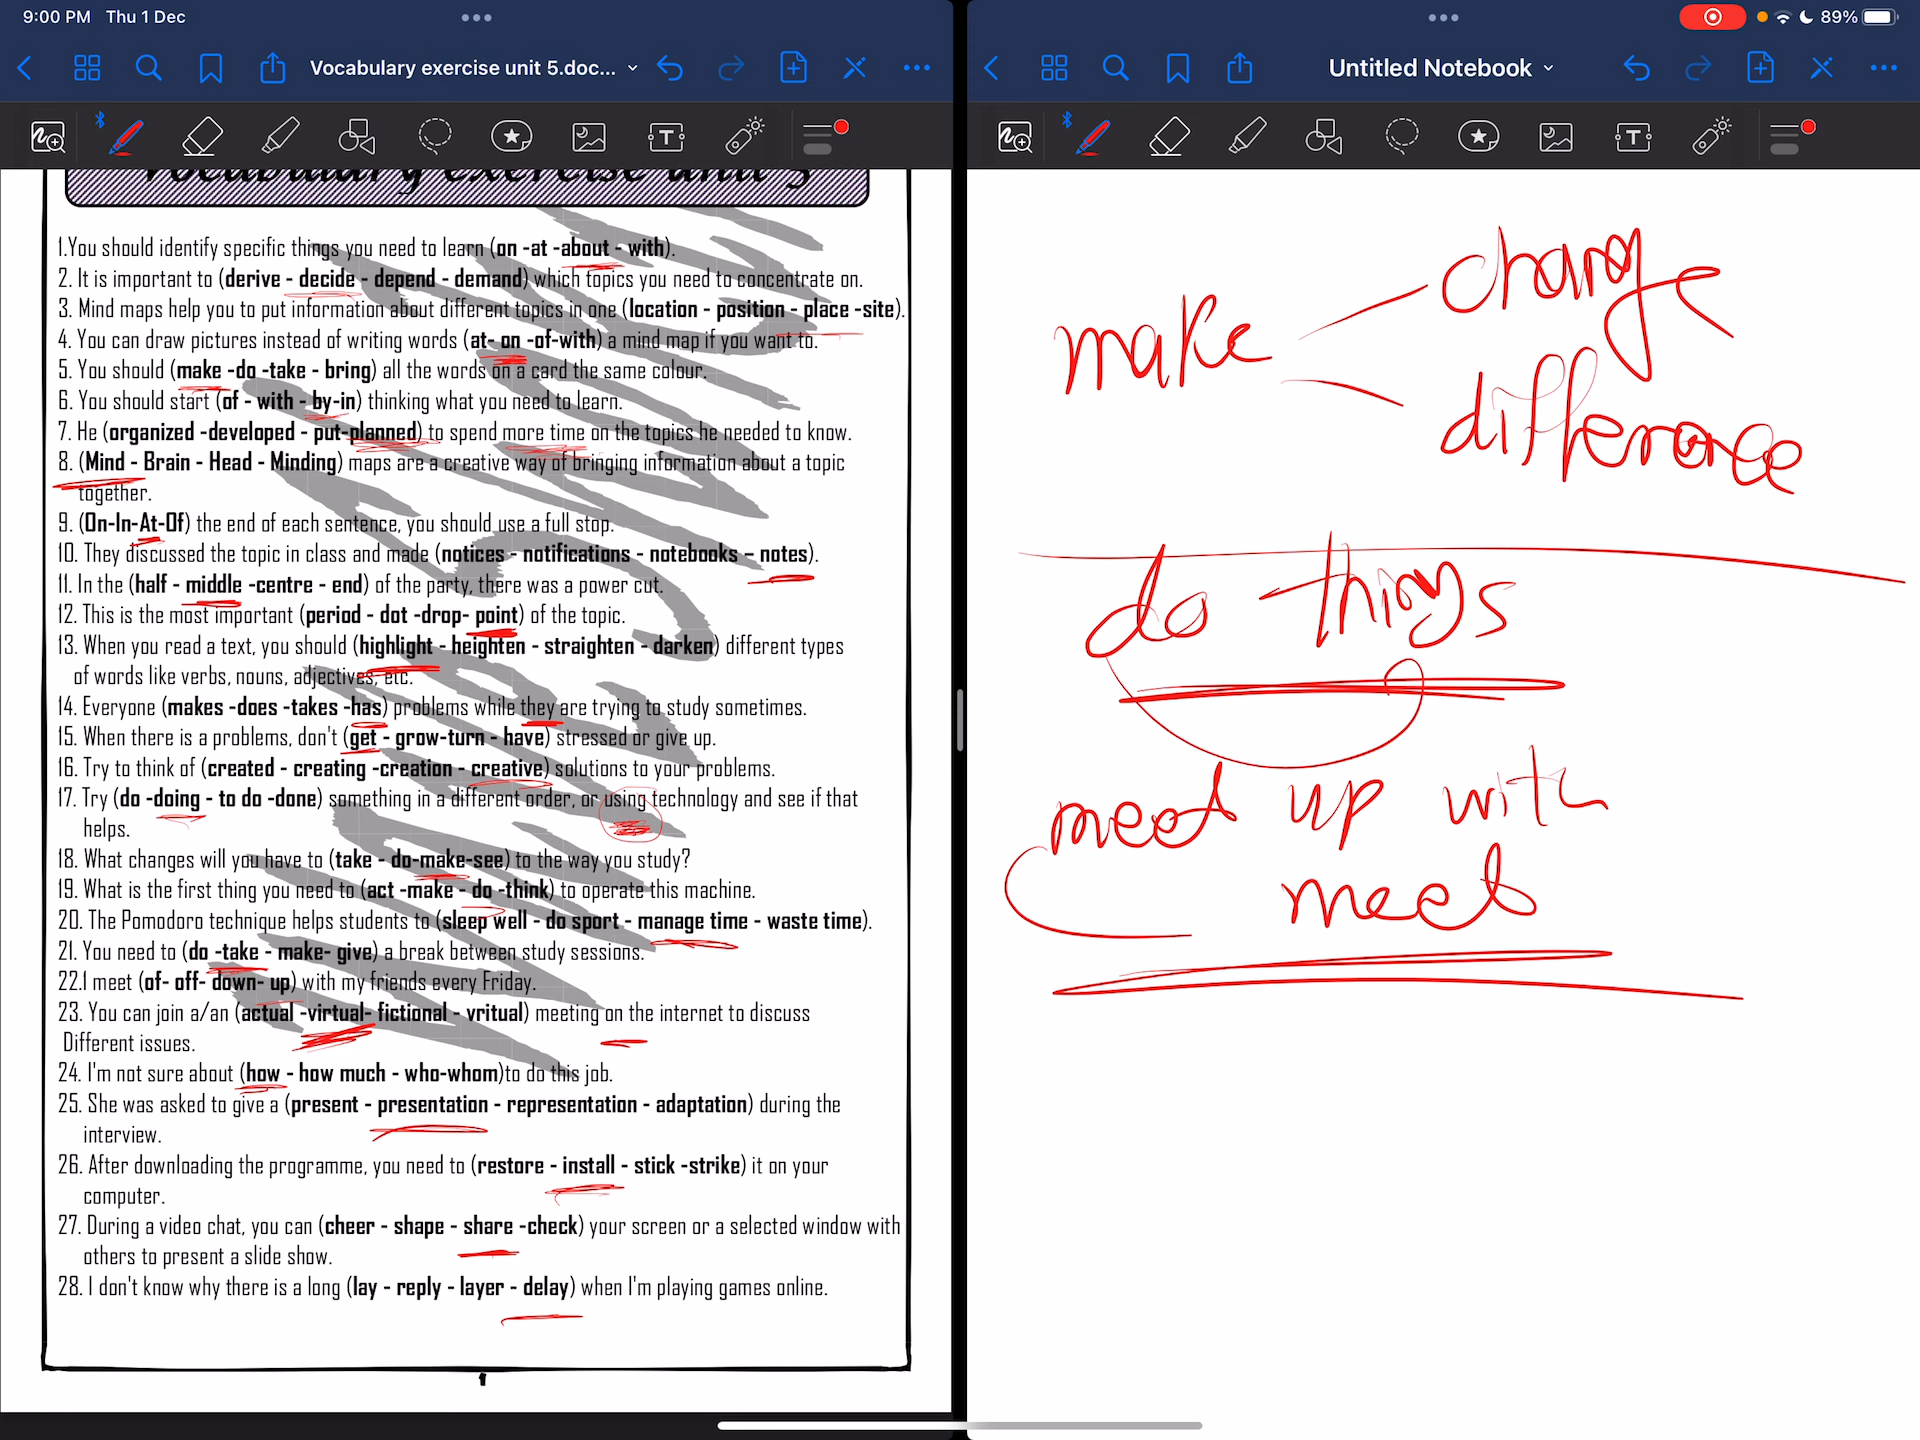 9:00 PM Thu 1 Dec
89%
Vocabulary exercise unit 5.doc...
Untitled Notebook
Vocabulary exercise unit 5
1.You should identify specific things you need to learn (on -at -about - with).
2. It is important to (derive - decide - depend - demand) which topics you need to concentrate on.
3. Mind maps help you to put information about different topics in one (location - position - place -site).
4. You can draw pictures instead of writing words (at- on -of-with) a mind map if you want to.
5. You should (make -do -take - bring) all the words on a card the same colour.
6. You should start (of - with - by-in) thinking what you need to learn.
7. He (organized -developed - put-planned) to spend more time on the topics he needed to know.
8. (Mind - Brain - Head - Minding) maps are a creative way of bringing information about a topic
together.
9. (On-In-At-Of) the end of each sentence, you should use a full stop.
10. They discussed the topic in class and made (notices - notifications - notebooks – notes).
11. In the (half - middle -centre - end) of the party, there was a power cut.
12. This is the most important (period - dot -drop- point) of the topic.
13. When you read a text, you should (highlight - heighten - straighten - darken) different types
of words like verbs, nouns, adjectives, etc.
14. Everyone (makes -does -takes -has) problems while they are trying to study sometimes.
15. When there is a problems, don't (get - grow-turn - have) stressed or give up.
16. Try to think of (created - creating -creation - creative) solutions to your problems.
17. Try (do -doing - to do -done) something in a different order, or using technology and see if that
helps.
18. What changes will you have to (take - do-make-see) to the way you study?
19. What is the first thing you need to (act -make - do -think) to operate this machine.
20. The Pomodoro technique helps students to (sleep well - do sport - manage time - waste time).
21. You need to (do -take - make- give) a break between study sessions.
22.I meet (of- off- down- up) with my friends every Friday.
23. You can join a/an (actual -virtual- fictional - vritual) meeting on the internet to discuss
Different issues.
24. I'm not sure about (how - how much - who-whom)to do this job.
25. She was asked to give a (present - presentation - representation - adaptation) during the
interview.
26. After downloading the programme, you need to (restore - install - stick -strike) it on your
computer.
27. During a video chat, you can (cheer - shape - share -check) your screen or a selected window with
others to present a slide show.
28. I don't know why there is a long (lay - reply - layer - delay) when I'm playing games online.
1
make
change
difference
do things
meet up with
meet